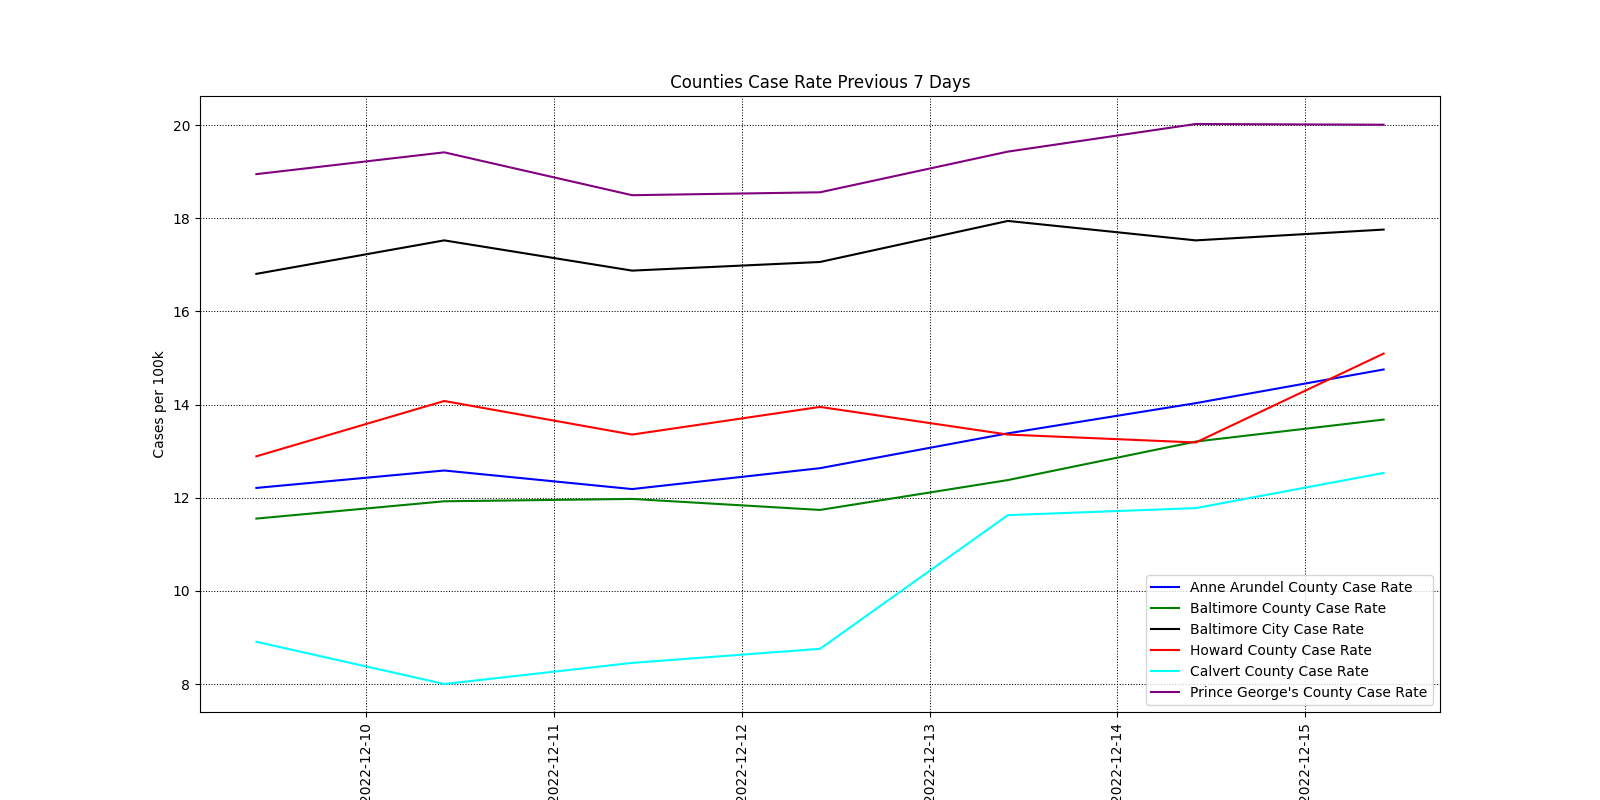 Counties Case Rate Previous 7 Days
Cases per 100k
20
18
16
14
12
10
8
2022-12-10
2022-12-11
2022-12-12
2022-12-13
2022-12-14
2022-12-15
Anne Arundel County Case Rate
Baltimore County Case Rate
Baltimore City Case Rate
Howard County Case Rate
Calvert County Case Rate
Prince George's County Case Rate